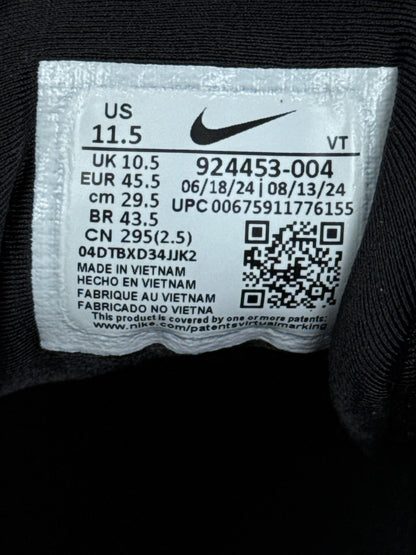 US
11.5
VT
UK 10.5
924453-004
EUR 45.5
06/18/24 | 08/13/24
cm 29.5
UPC 00675911776155
BR 43.5
CN 295(2.5)
04DTBXD34JJK2
MADE IN VIETNAM
HECHO EN VIETNAM
FABRIQUE AU VIETNAM
FABRICADO NO VIETNA
This product is covered by one or more patents:
www.nike.com/patentsvirtualmarking